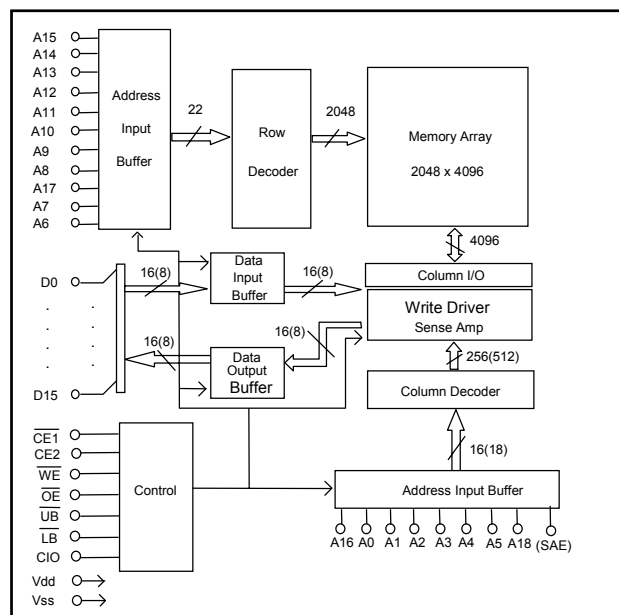 A15
A14
A13
A12
A11
A10
A9
A8
A17
A7
A6
Address
Input
Buffer
22
Row
Decoder
2048
Memory Array
2048 x 4096
4096
D0
D15
16(8)
Data
Input
Buffer
16(8)
Column I/O
Write Driver
Sense Amp
16(8)
Data
Output
Buffer
16(8)
256(512)
Column Decoder
16(18)
CE1
CE2
WE
OE
UB
LB
CIO
Vdd
Vss
Control
Address Input Buffer
A16 A0 A1 A2 A3 A4 A5 A18 (SAE)